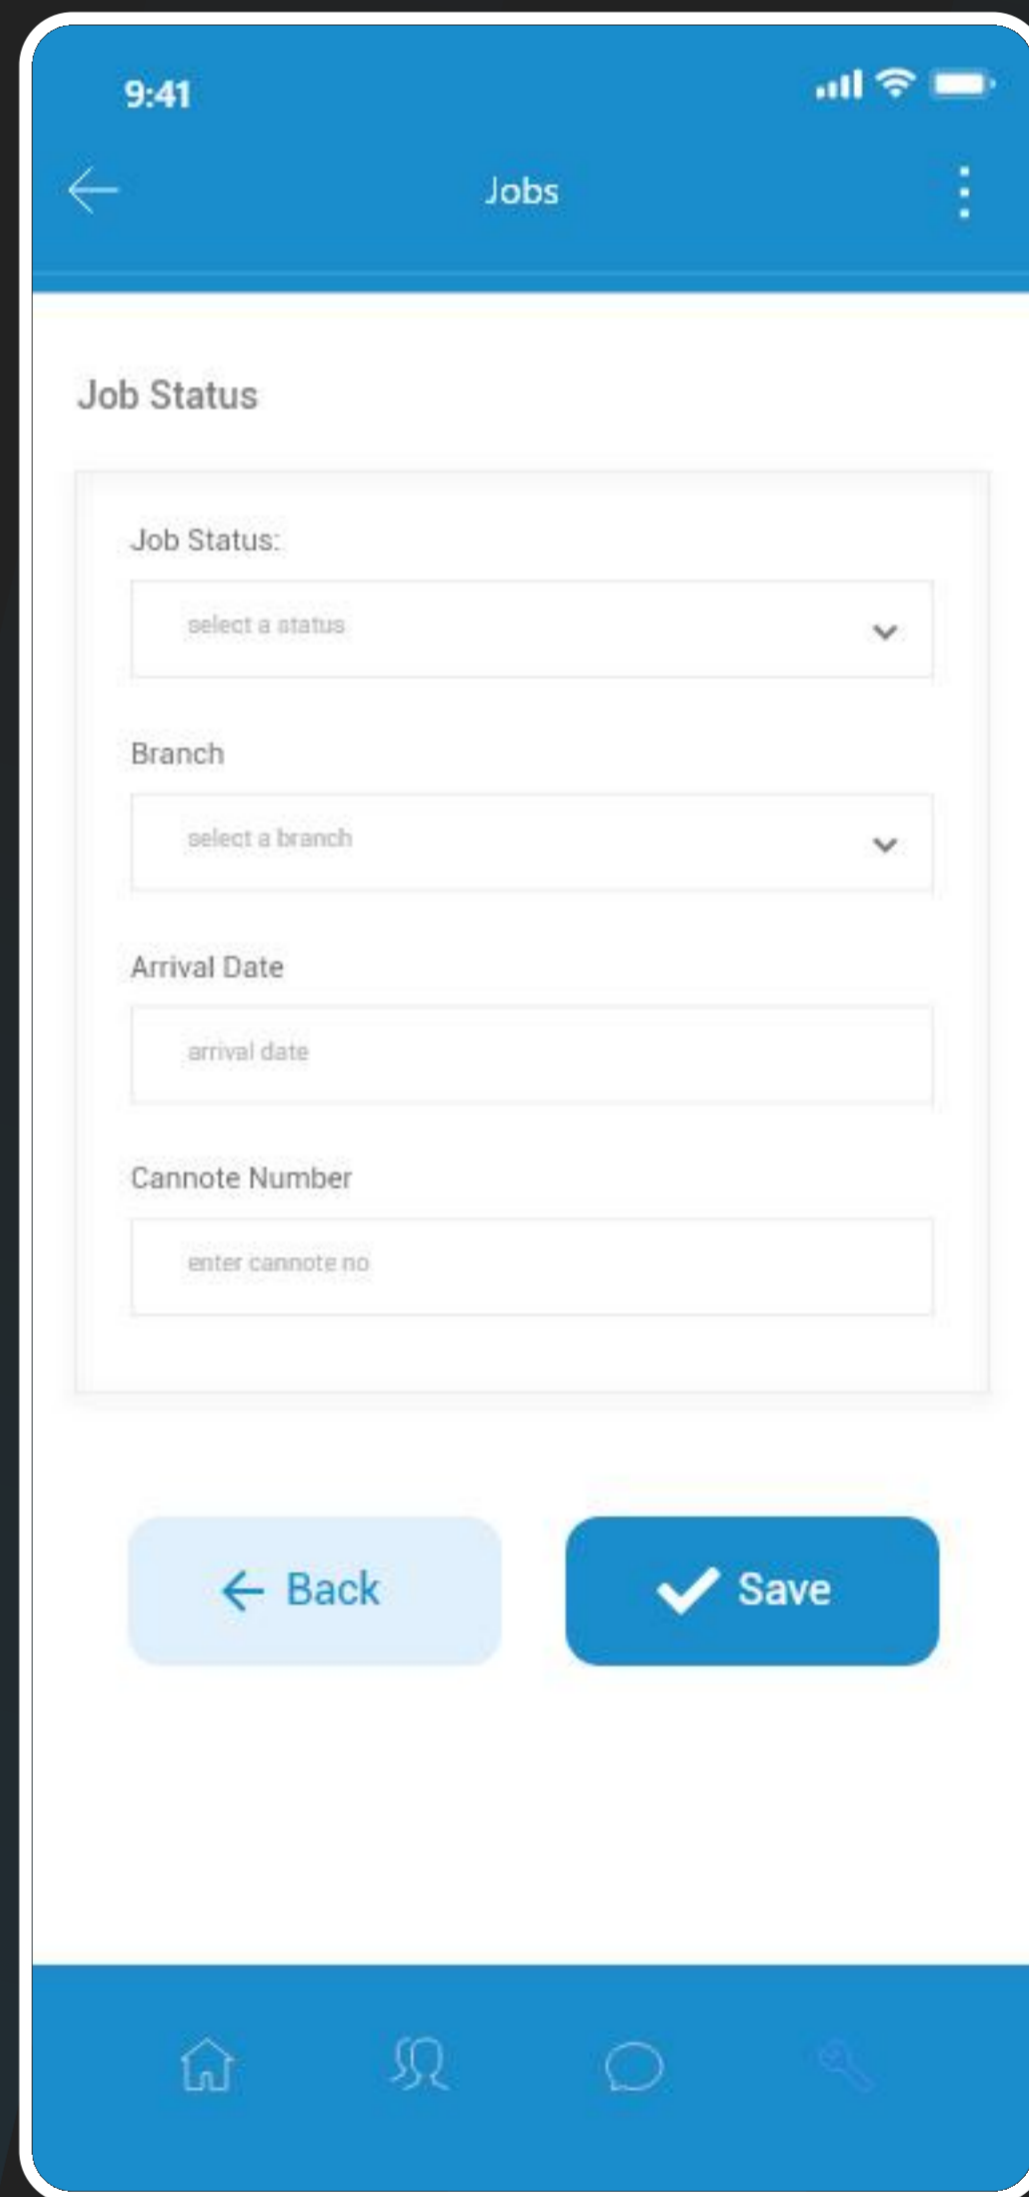 9:41
Jobs
Job Status
Job Status:
select a status
Branch
select a branch
Arrival Date
arrival date
Cannote Number
enter cannote no
Back
Save